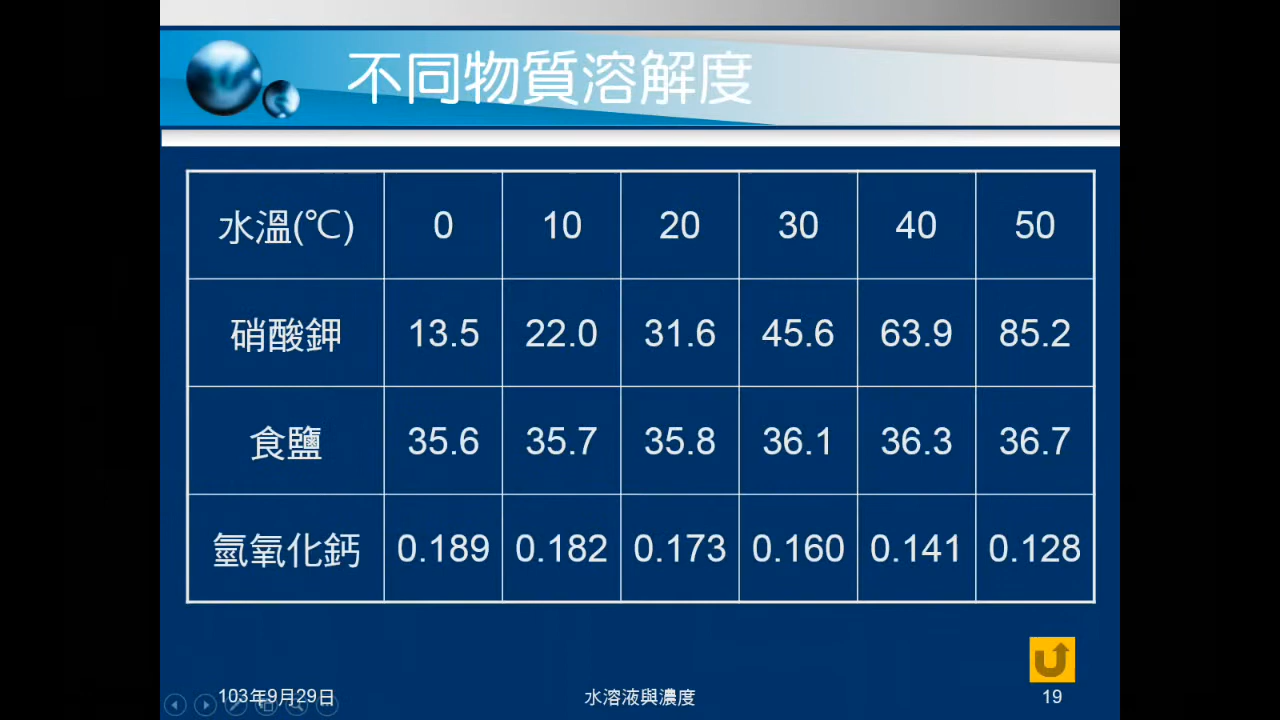 不同物質溶解度
水溫(℃) 0 10 20 30 40 50
硝酸鉀 13.5 22.0 31.6 45.6 63.9 85.2
食鹽 35.6 35.7 35.8 36.1 36.3 36.7
氫氧化鈣 0.189 0.182 0.173 0.160 0.141 0.128
103年9月29日 水溶液與濃度 19